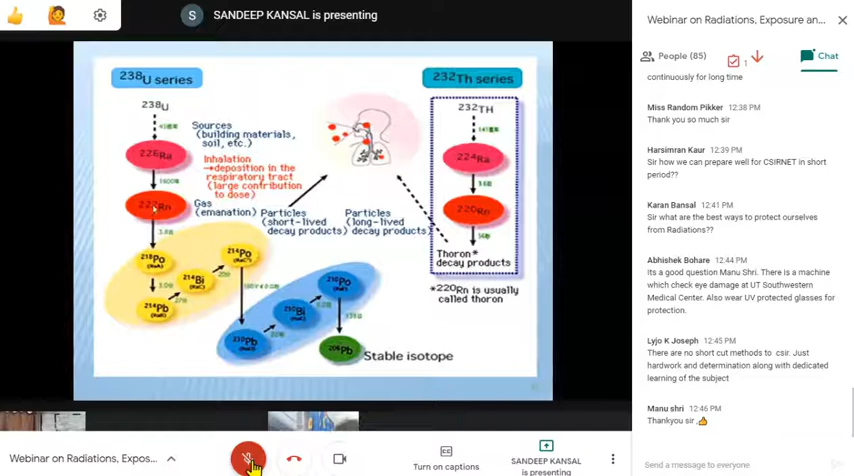 SANDEEP KANSAL is presenting
S
238U series
232Th series
238U
Sources
(building materials,
soil, etc.)
226Ra
Inhalation
→deposition in the
respiratory tract
(large contribution
to dose)
222Rn
Gas
(emanation)
Particles
(short-lived
decay products)
Particles
(long-lived
decay products)
232TH
224Ra
220Rn
Thoron*
decay products
*220Rn is usually
called thoron
218Po
214Pb
214Bi
214Po
210Pb
210Bi
210Po
206Pb
Stable isotope
Webinar on Radiations, Expos...
Turn on captions
SANDEEP KANSAL
is presenting
Webinar on Radiations, Exposure an...
People (85)
1
Chat
continuously for long time
Miss Random Pikker 12:38 PM
Thank you so much sir
Harsimran Kaur 12:39 PM
Sir how we can prepare well for CSIRNET in short
period??
Karan Bansal 12:41 PM
Sir what are the best ways to protect ourselves
from Radiations??
Abhishek Bohare 12:44 PM
Its a good question Manu Shri. There is a machine
which check eye damage at UT Southwestern
Medical Center. Also wear UV protected glasses for
protection.
Lyjo K Joseph 12:45 PM
There are no short cut methods to csir. Just
hardwork and determination along with dedicated
learning of the subject
Manu shri 12:46 PM
Thankyou sir ,👍
Send a message to everyone